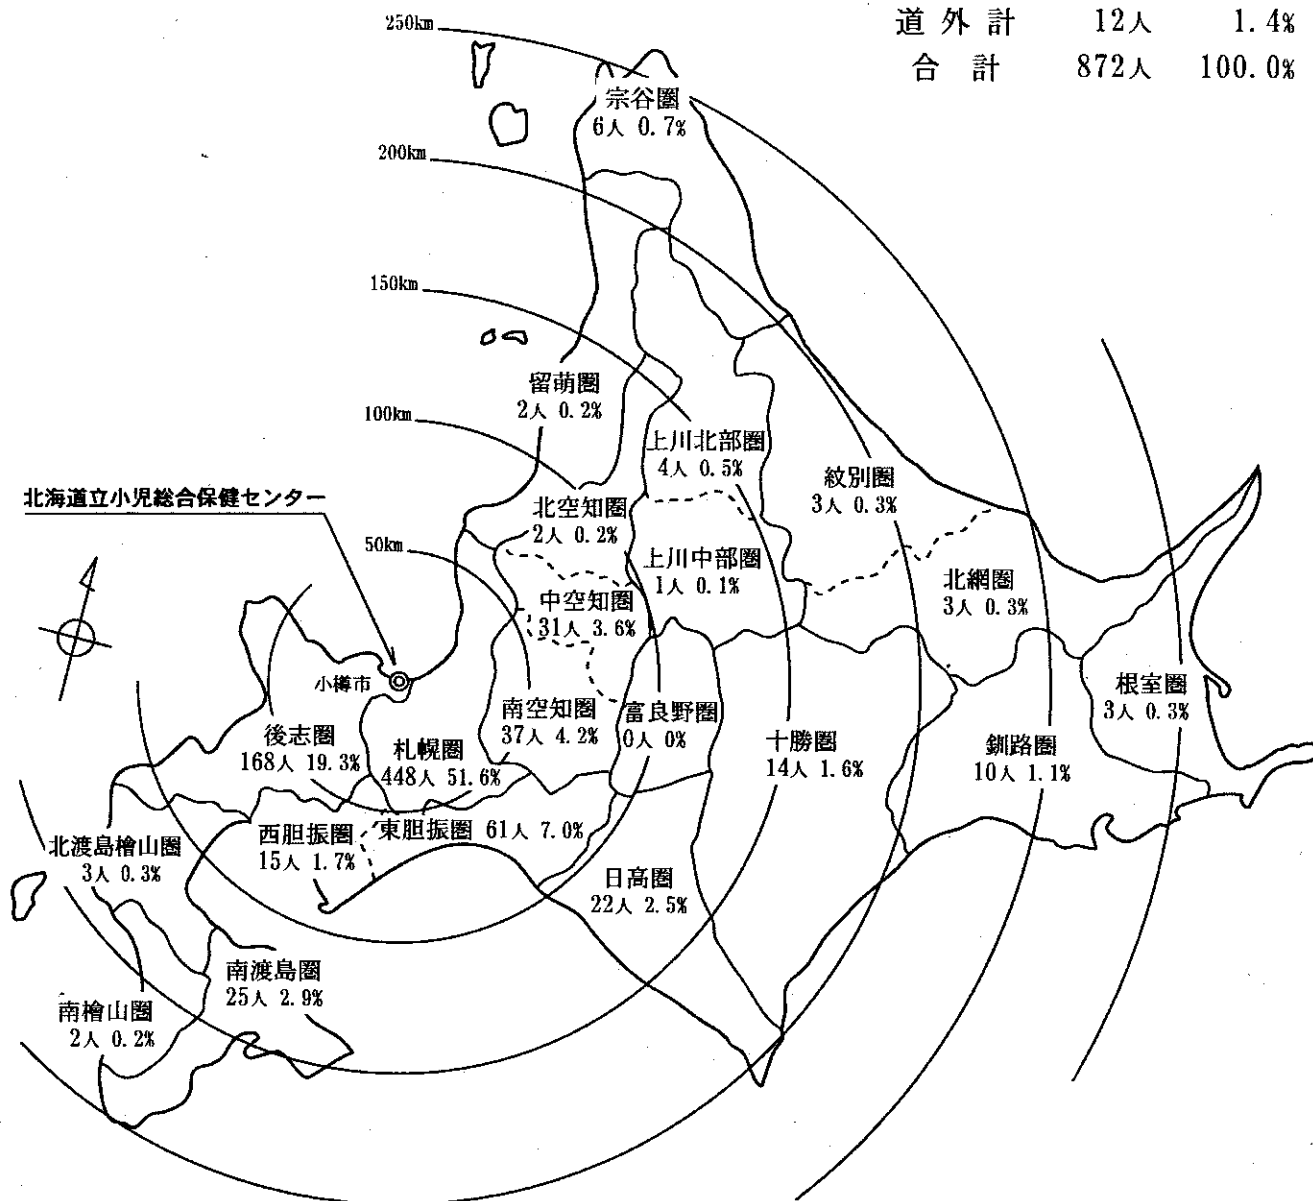 250km
道外計 12人 1.4%
合計 872人 100.0%
宗谷圏
6人 0.7%
200km
150km
留萌圏
2人 0.2%
100km
上川北部圏
4人 0.5%
紋別圏
3人 0.3%
北海道立小児総合保健センター
北空知圏
2人 0.2%
50km
上川中部圏
1人 0.1%
北網圏
3人 0.3%
中空知圏
31人 3.6%
小樽市
根室圏
3人 0.3%
南空知圏
37人 4.2%
富良野圏
0人 0%
後志圏
168人 19.3%
札幌圏
448人 51.6%
十勝圏
14人 1.6%
釧路圏
10人 1.1%
北渡島檜山圏
3人 0.3%
西胆振圏
15人 1.7%
東胆振圏 61人 7.0%
日高圏
22人 2.5%
南渡島圏
25人 2.9%
南檜山圏
2人 0.2%